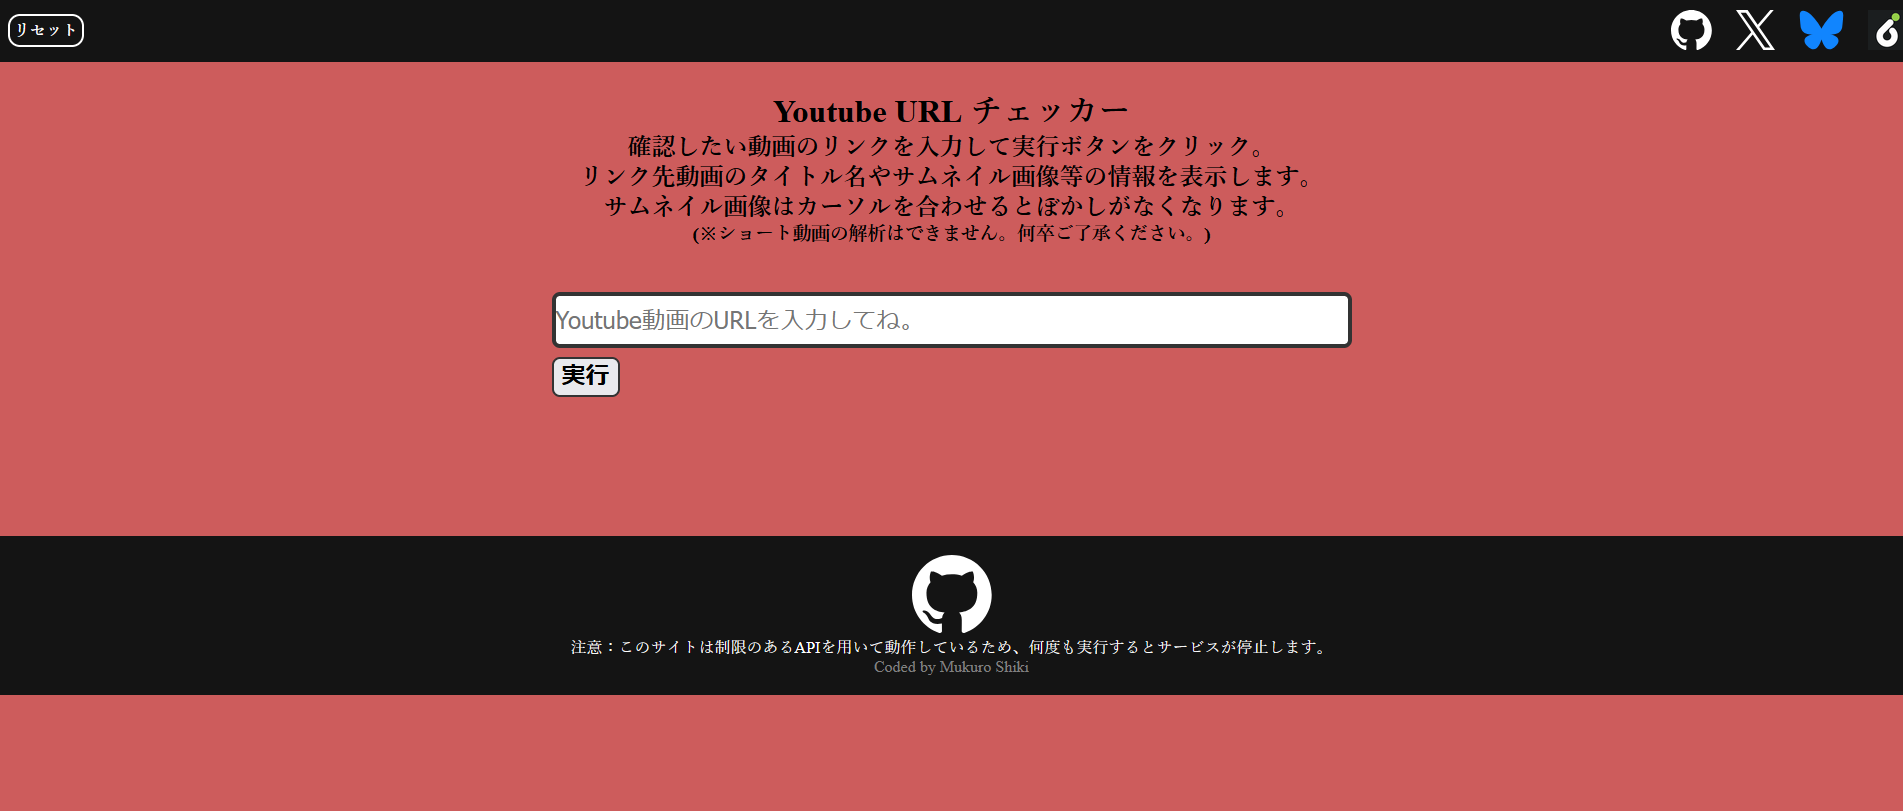 リセット
Youtube URL チェッカー
確認したい動画のリンクを入力して実行ボタンをクリック。
リンク先動画のタイトル名やサムネイル画像等の情報を表示します。
サムネイル画像はカーソルを合わせるとぼかしがなくなります。
(※ショート動画の解析はできません。何卒ご了承ください。)
Youtube動画のURLを入力してね。
実行
注意：このサイトは制限のあるAPIを用いて動作しているため、何度も実行するとサービスが停止します。
Coded by Mukuro Shiki